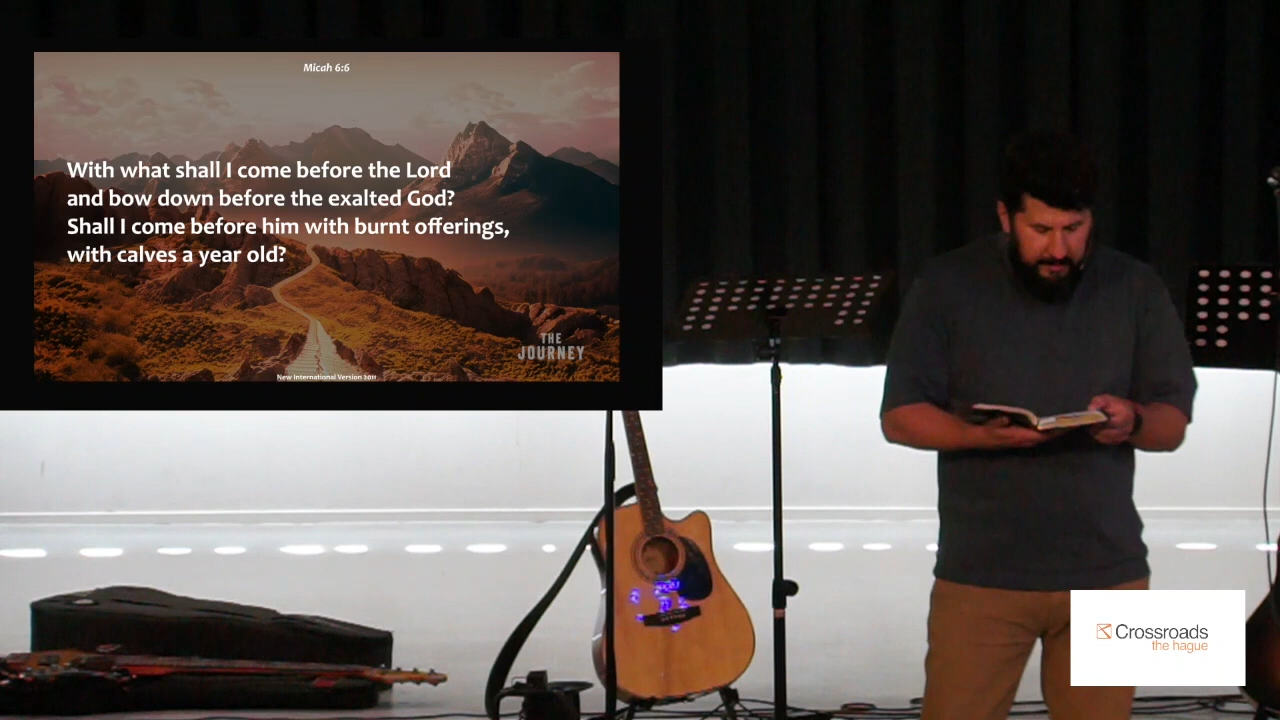 Micah 6:6
With what shall I come before the Lord
and bow down before the exalted God?
Shall I come before him with burnt offerings,
with calves a year old?
THE
JOURNEY
New International Version 2011
Crossroads
the hague